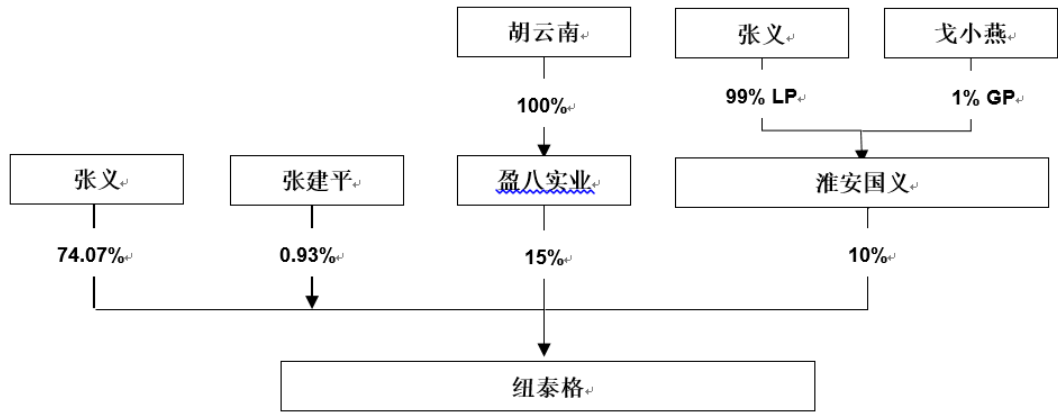 胡云南
张义
戈小燕
100%
99% LP
1% GP
张义
张建平
盈八实业
淮安国义
74.07%
0.93%
15%
10%
纽泰格